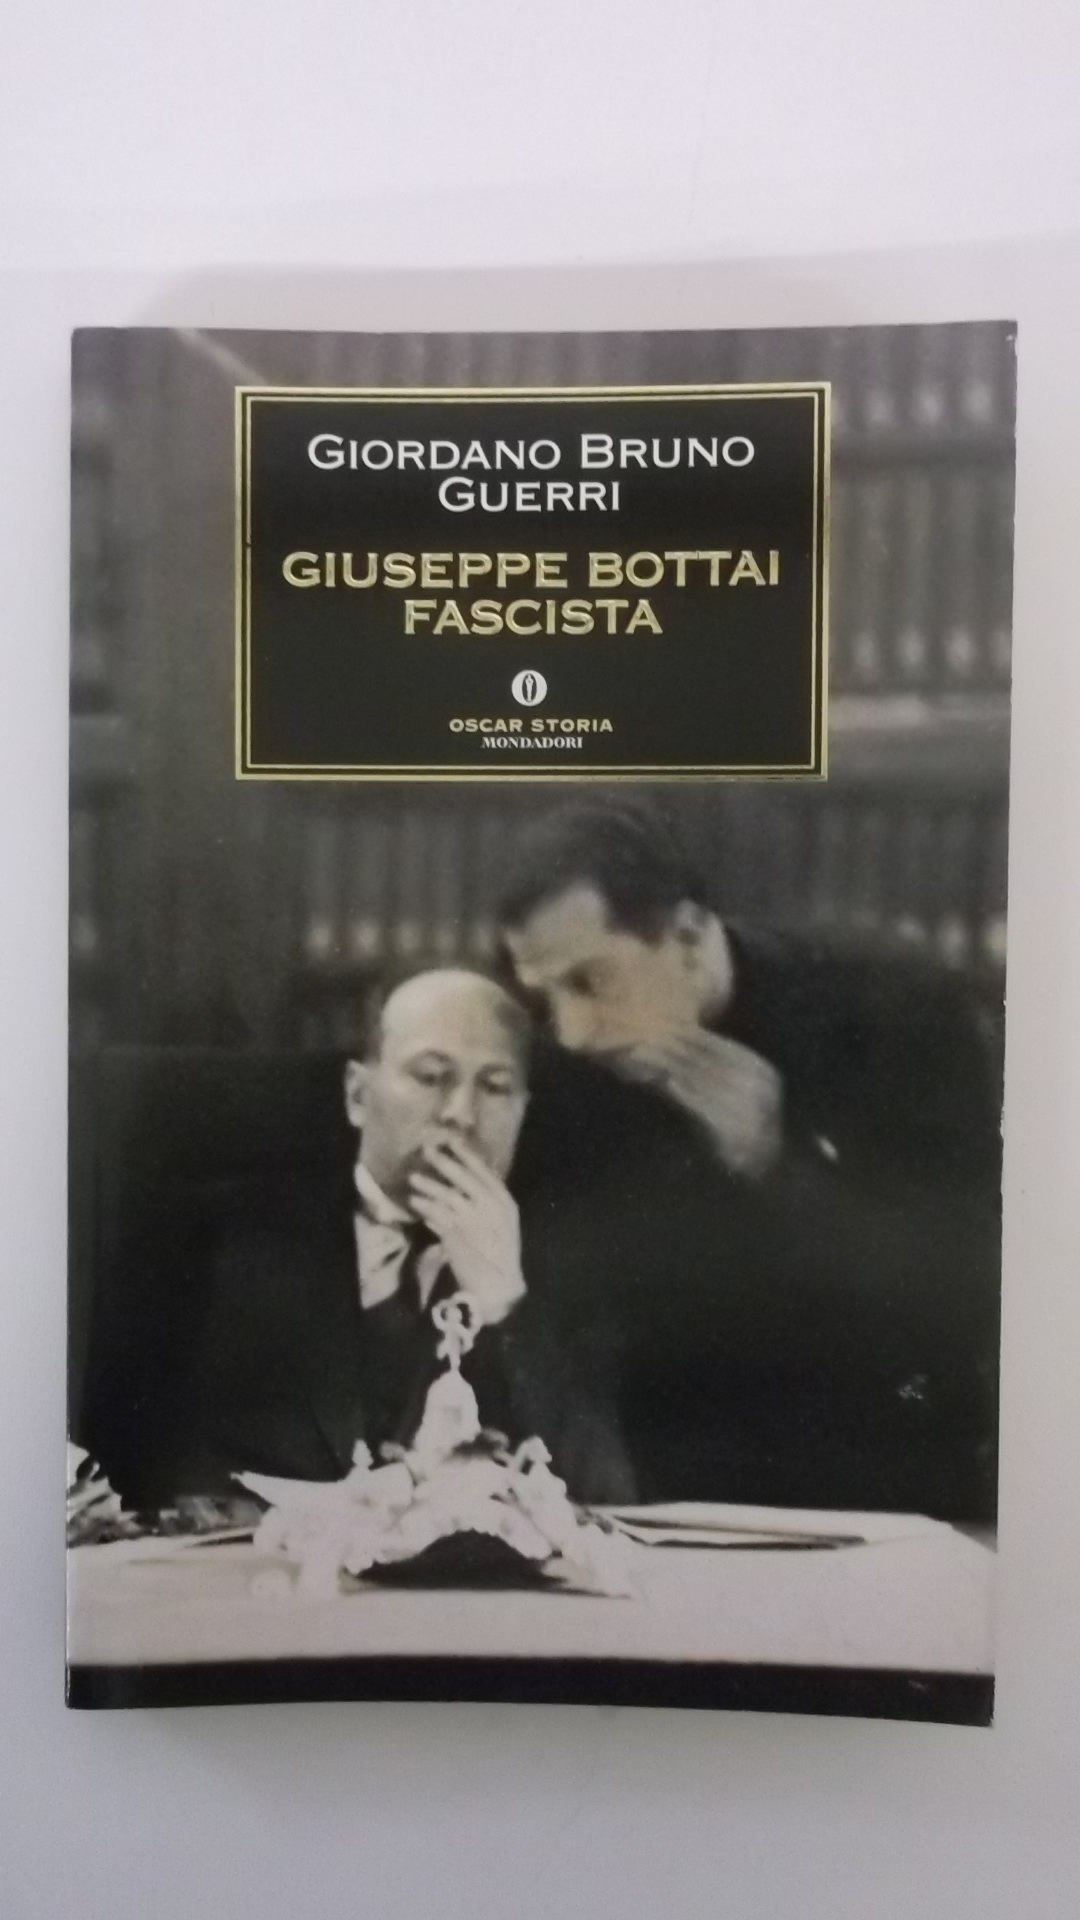 GIORDANO BRUNO
GUERRI
GIUSEPPE BOTTAI
FASCISTA
OSCAR STORIA
MONDADORI